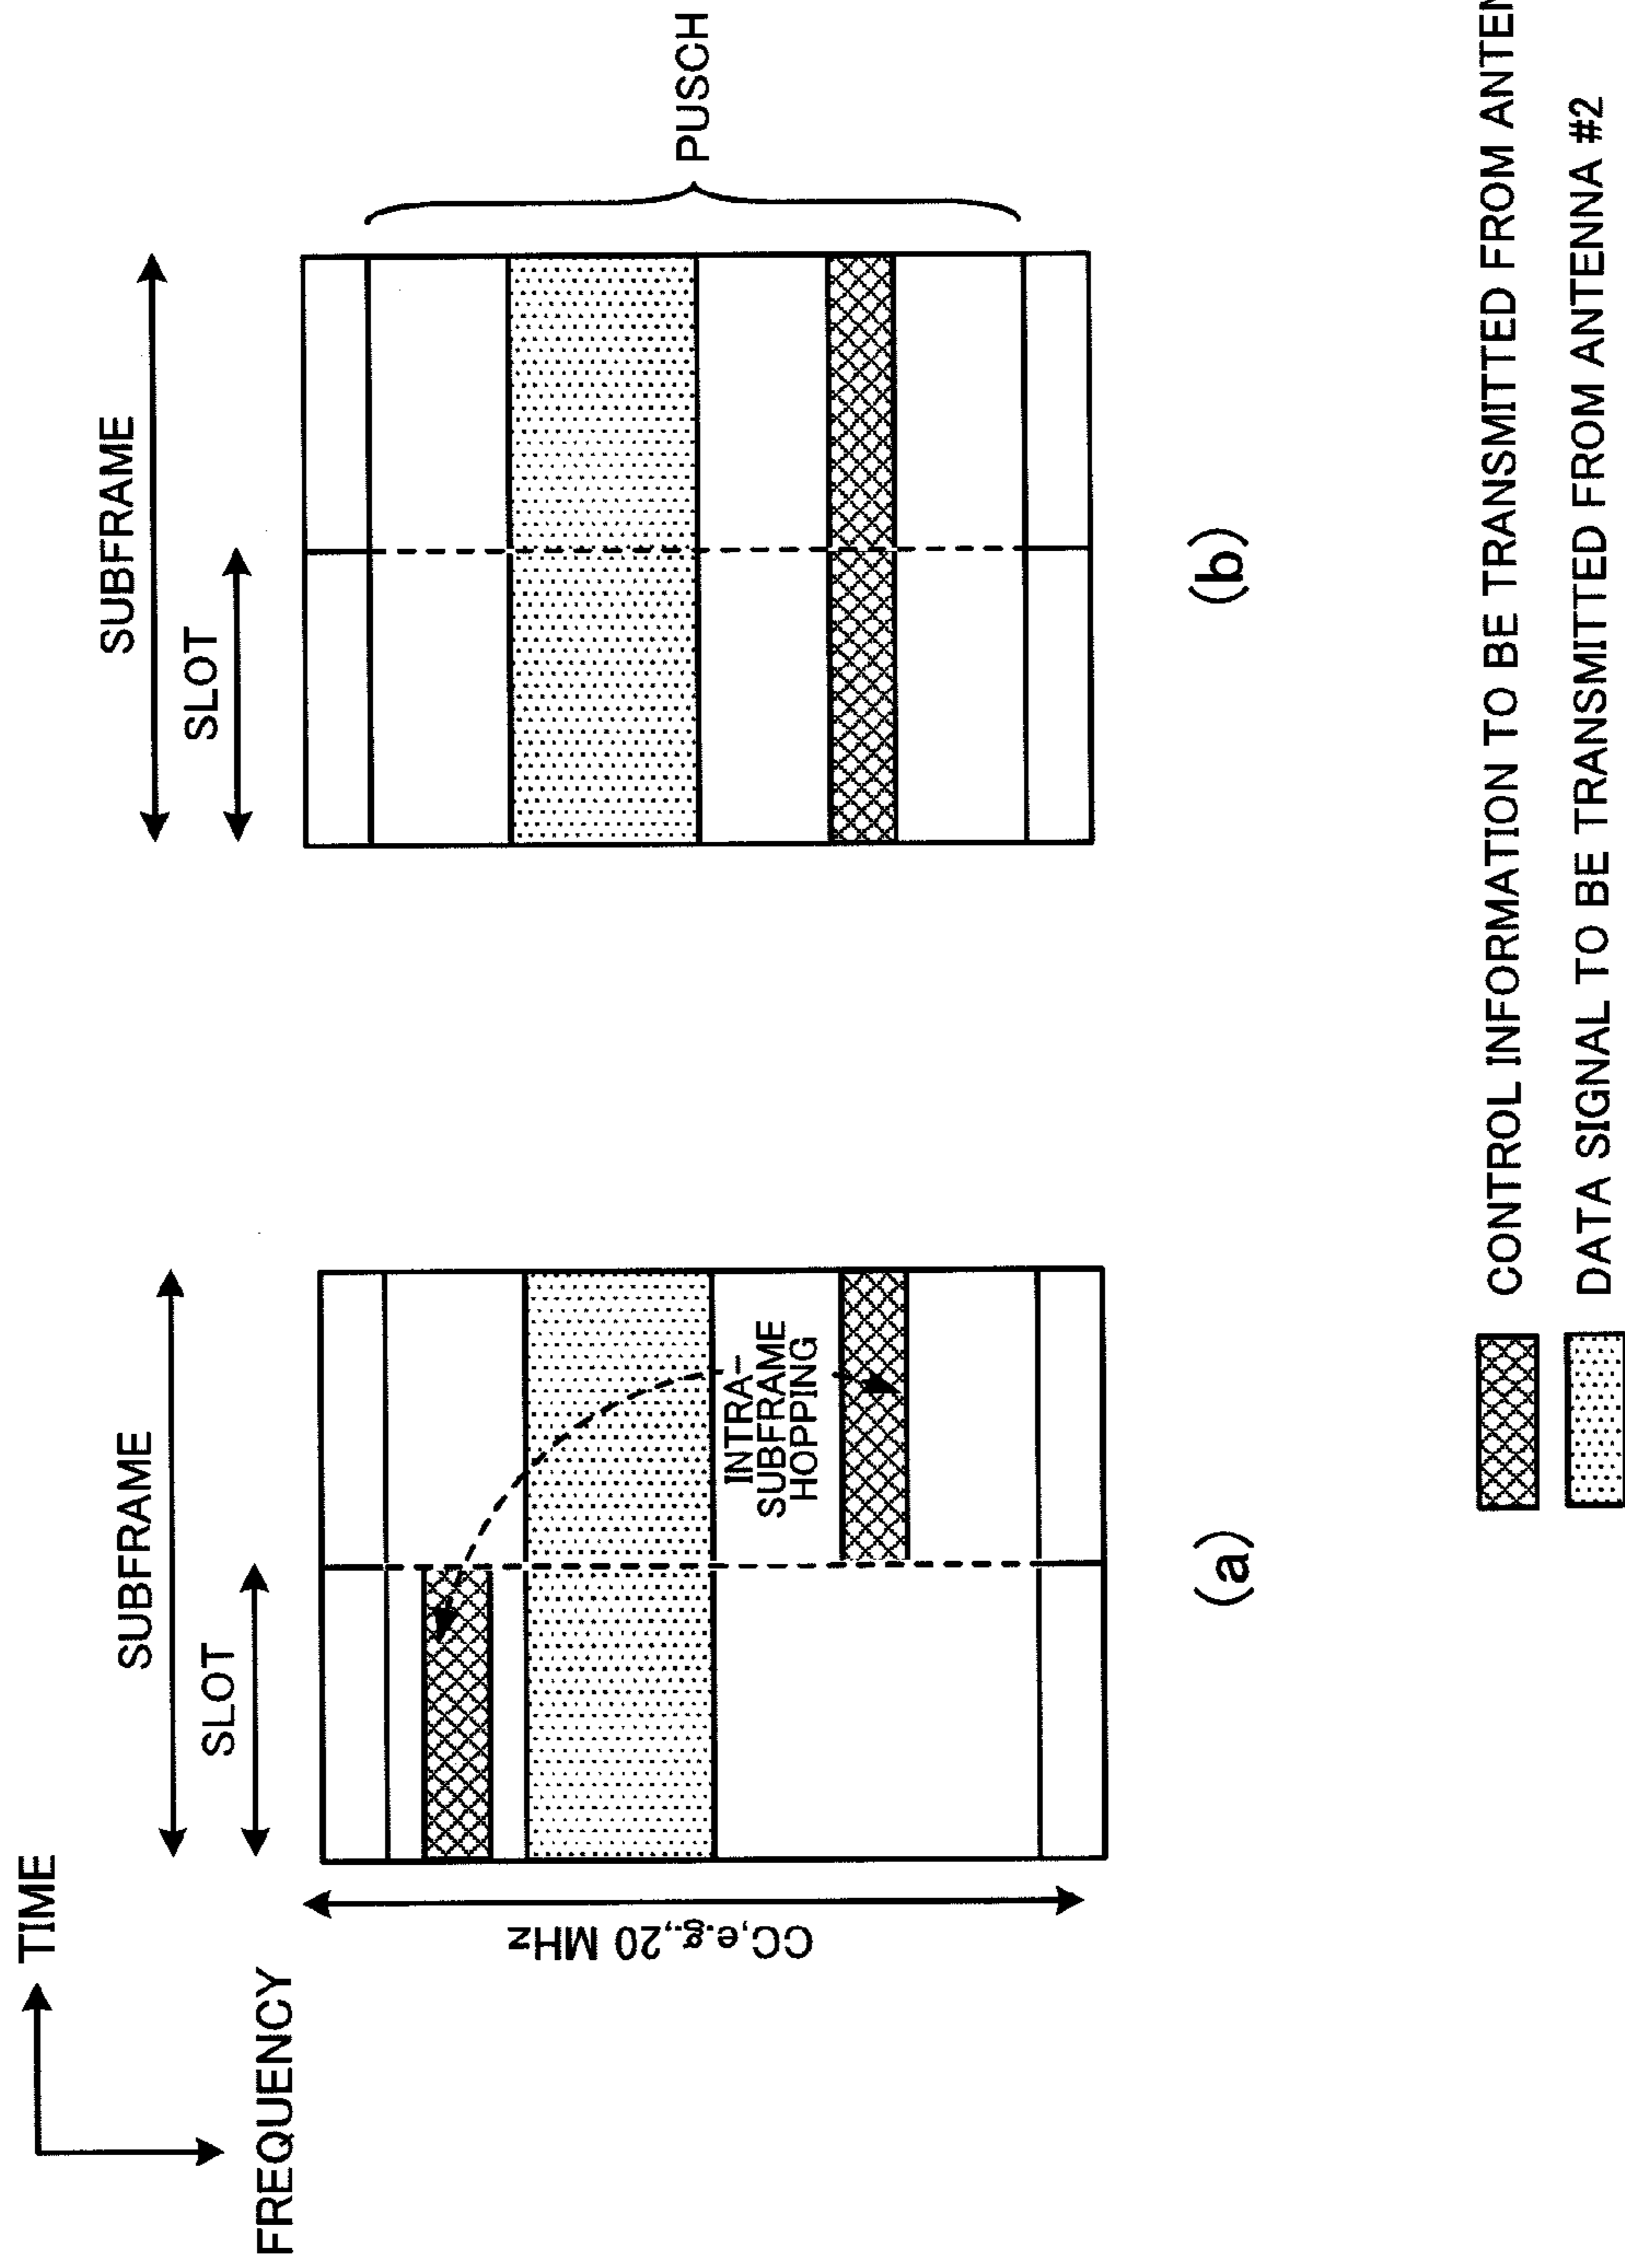 TIME
FREQUENCY
SUBFRAME
SLOT
CC,e.g.,20 MHz
INTRA-
SUBFRAME
HOPPING
(a)
SUBFRAME
SLOT
PUSCH
(b)
CONTROL INFORMATION TO BE TRANSMITTED FROM
DATA SIGNAL TO BE TRANSMITTED FROM ANTENNA #2